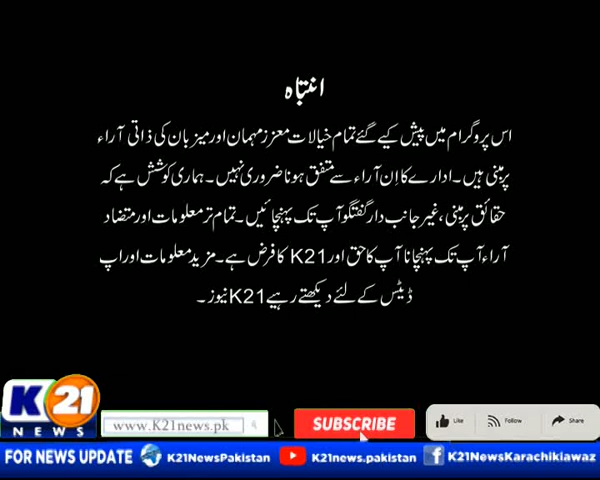 انتباہ
اس پروگرام میں پیش کیے گئے تمام خیالات معزز مہمان اور میزبان کی ذاتی آراء
پر مبنی ہیں۔ ادارے کا ان آراء سے متفق ہونا ضروری نہیں۔ ہماری کوشش ہے کہ
حقائق پر مبنی، غیر جانب دار گفتگو آپ تک پہنچائیں۔ تمام تر معلومات اور متضاد
آراء آپ تک پہنچانا آپ کا حق اور K21 کا فرض ہے۔ مزید معلومات اور اپ
ڈیٹس کے لئے دیکھتے رہیے K21 نیوز۔
K21
NEWS
www.K21news.pk
SUBSCRIBE
Like
Follow
Share
FOR NEWS UPDATE
K21NewsPakistan
K21news.pakistan
K21NewsKarachikiawaz